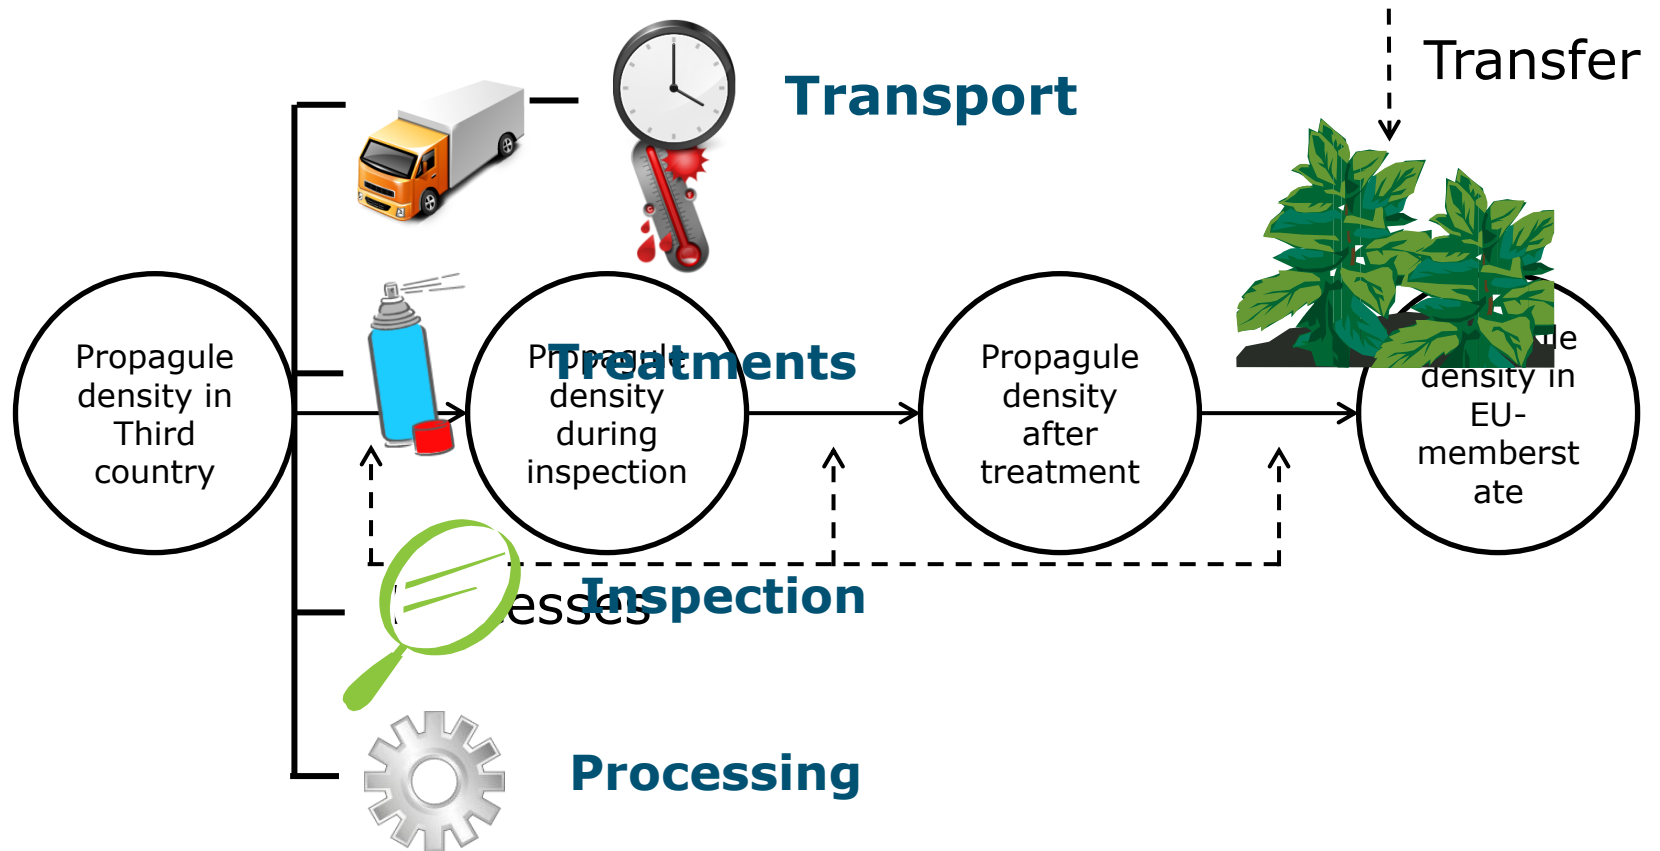 Transfer
Transport
Propagule
density in
Third
country
Treatments
Propagule
density
during
inspection
Propagule
density
after
treatment
density in
EU-
memberst
ate
Inspection
Processing